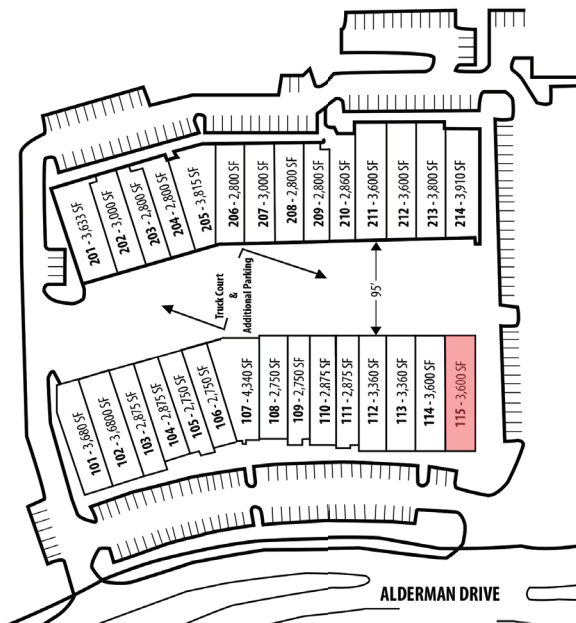 201 - 3,633 SF
202 - 3,000 SF
203 - 2,800 SF
204 - 2,800 SF
205 - 3,815 SF
206 - 2,800 SF
207 - 3,000 SF
208 - 2,800 SF
209 - 2,800 SF
210 - 2,860 SF
211 - 3,600 SF
212 - 3,600 SF
213 - 3,800 SF
214 - 3,910 SF
Truck Court
&
Additional Parking
95'
101 - 3,680 SF
102 - 3,6800 SF
103 - 2,875 SF
104 - 2,875 SF
105 - 2,750 SF
106 - 2,750 SF
107 - 4,340 SF
108 - 2,750 SF
109 - 2,750 SF
110 - 2,875 SF
111 - 2,875 SF
112 - 3,360 SF
113 - 3,360 SF
114 - 3,600 SF
115 - 3,600 SF
ALDERMAN DRIVE